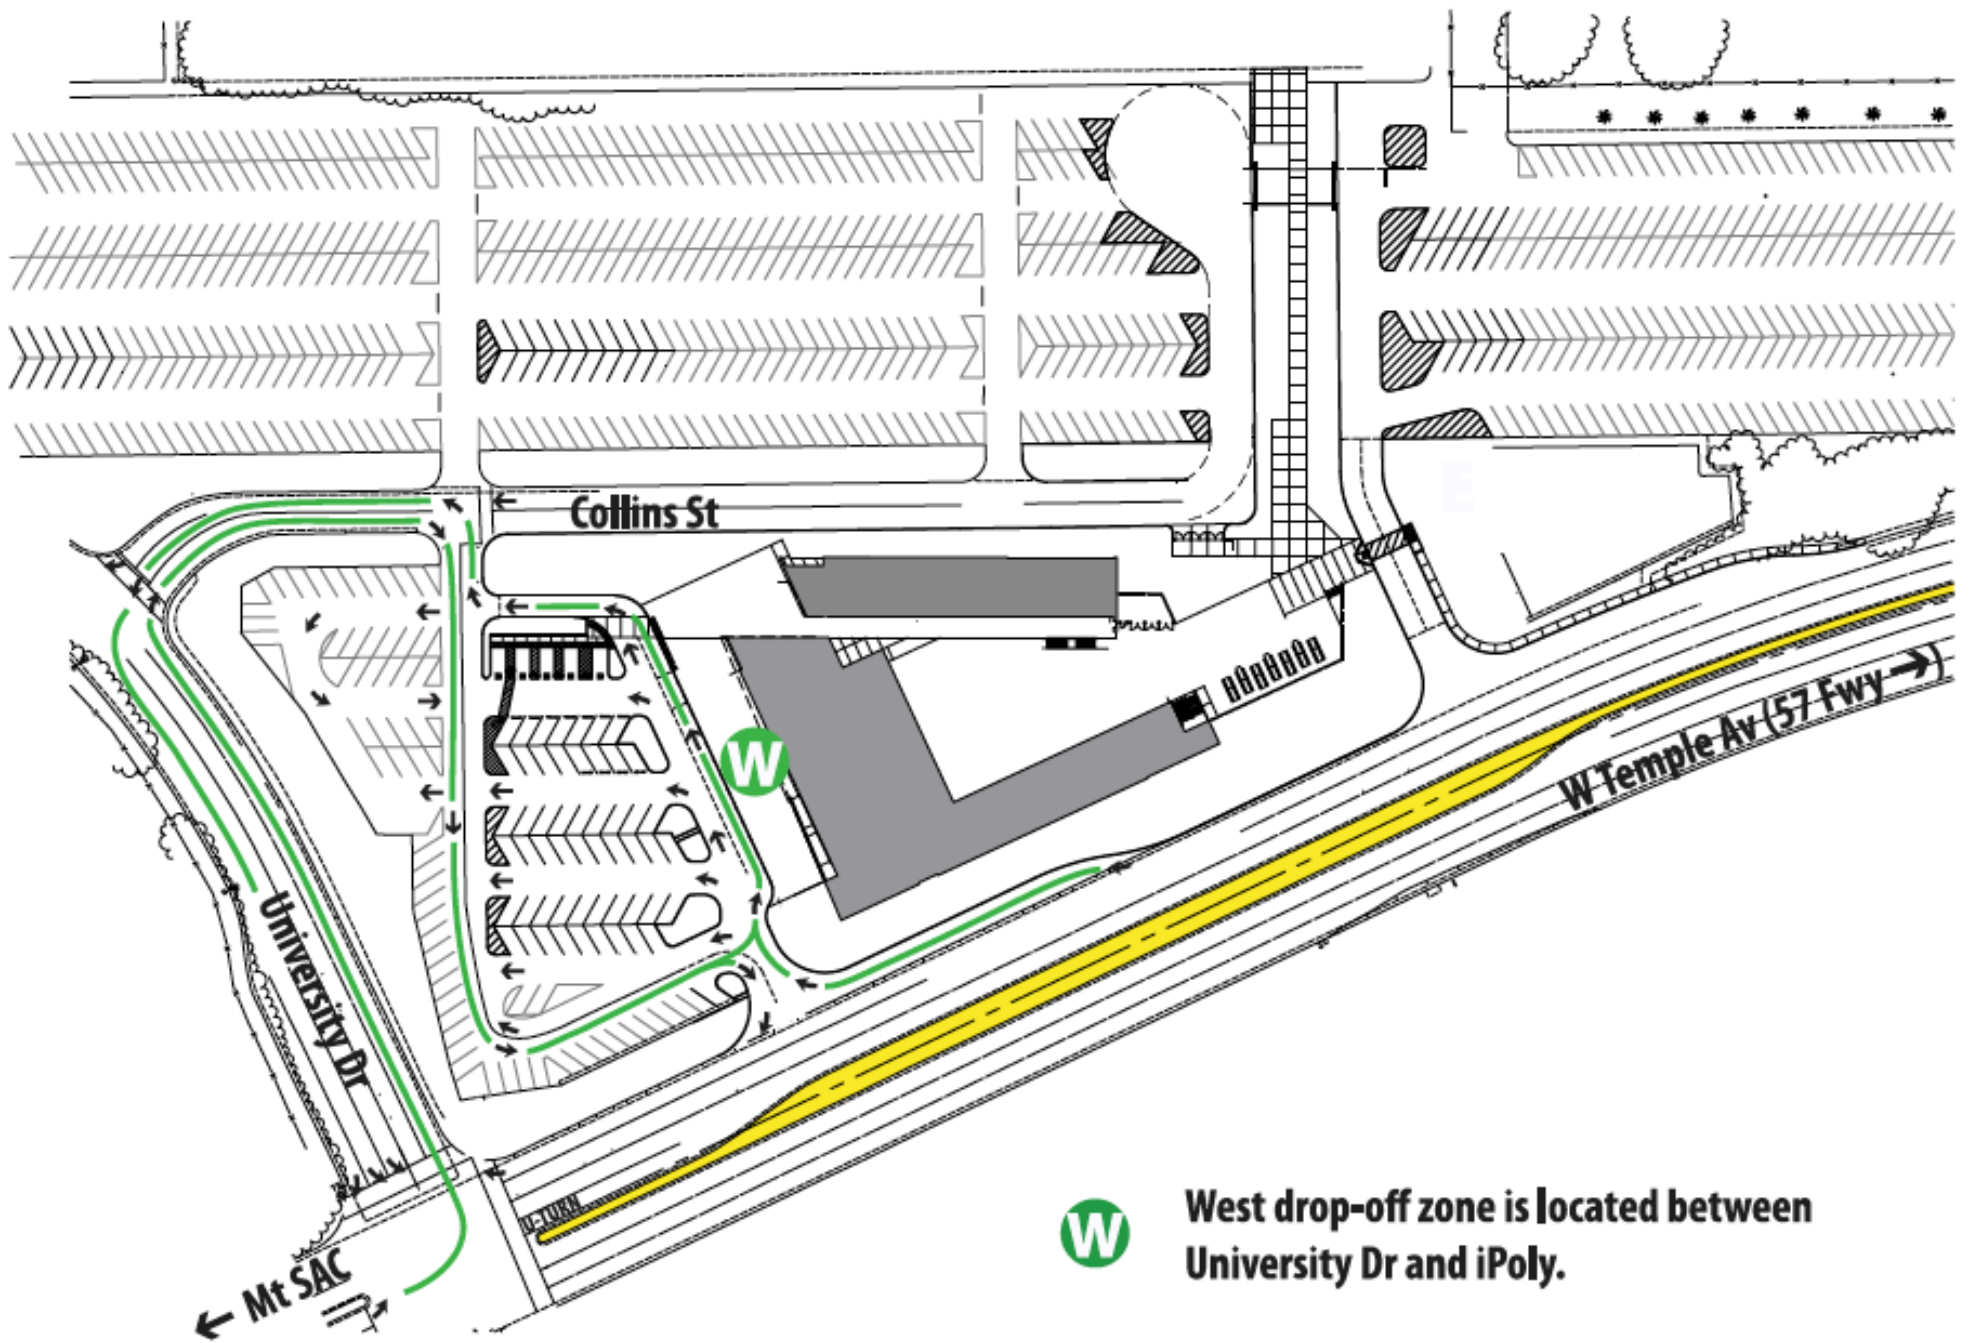 Collins St
W
W Temple Av (57 Fwy →)
University Dr
U-TURN
← Mt SAC
W
West drop-off zone is located between
University Dr and iPoly.